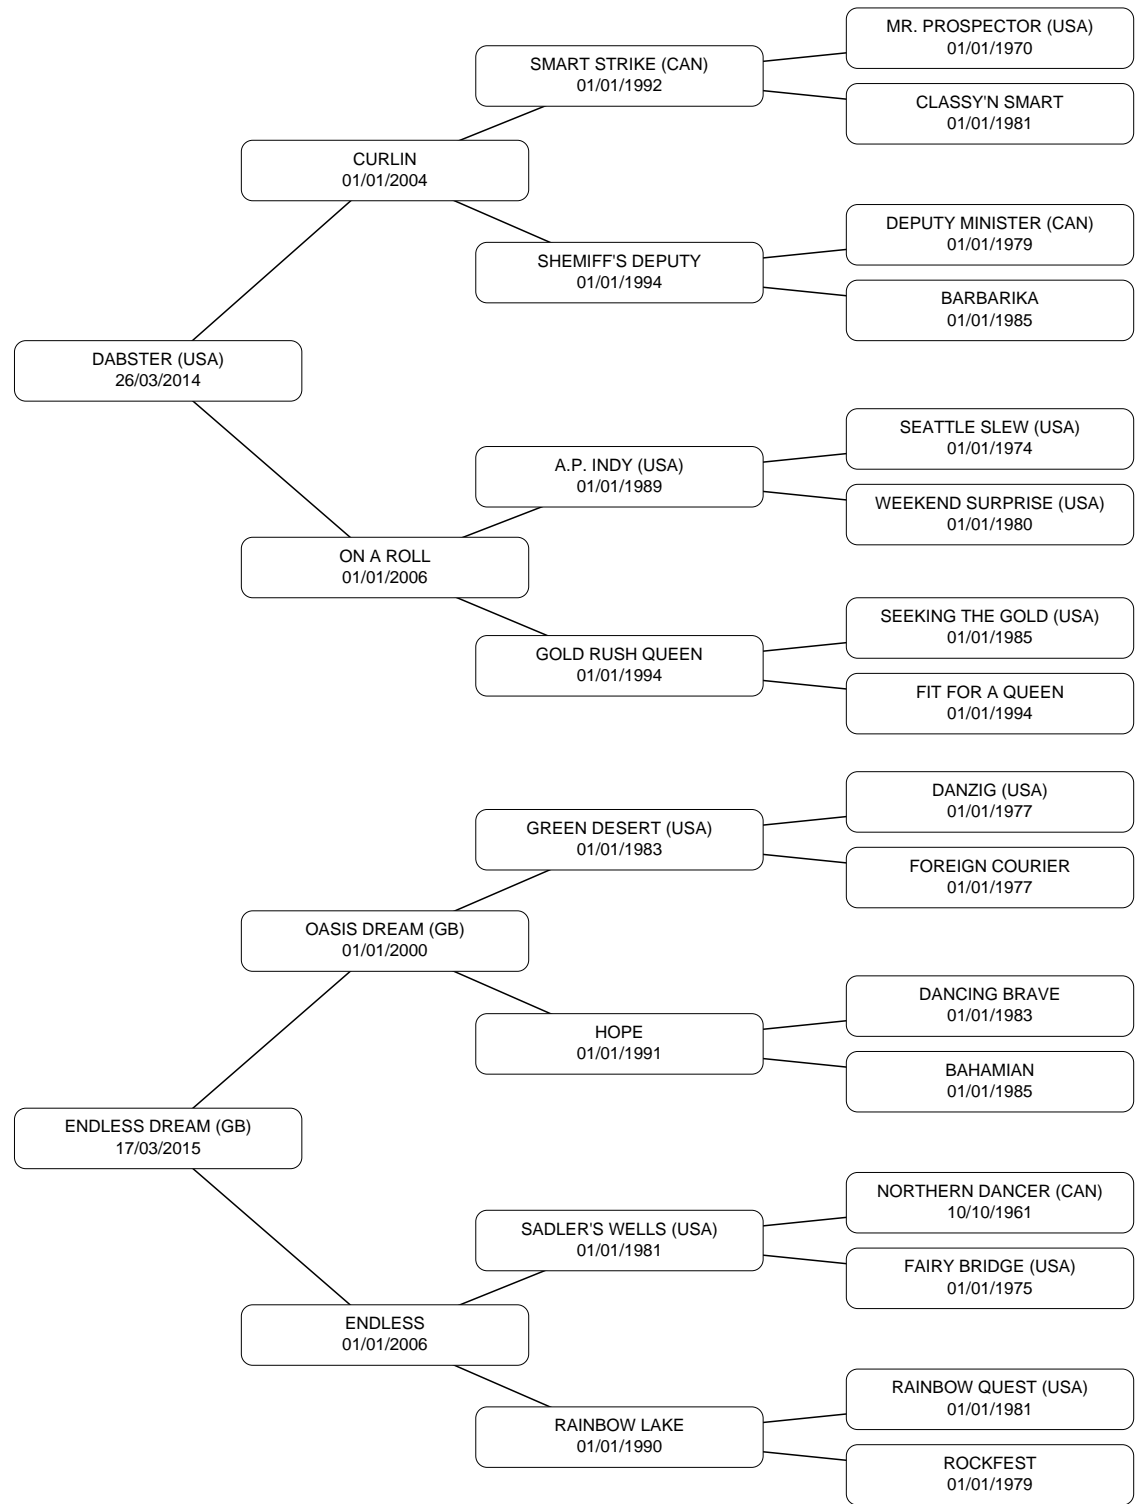 MR. PROSPECTOR (USA)
01/01/1970
SMART STRIKE (CAN)
01/01/1992
CLASSY'N SMART
01/01/1981
CURLIN
01/01/2004
DEPUTY MINISTER (CAN)
01/01/1979
SHEMIFF'S DEPUTY
01/01/1994
BARBARIKA
01/01/1985
DABSTER (USA)
26/03/2014
SEATTLE SLEW (USA)
01/01/1974
A.P. INDY (USA)
01/01/1989
WEEKEND SURPRISE (USA)
01/01/1980
ON A ROLL
01/01/2006
SEEKING THE GOLD (USA)
01/01/1985
GOLD RUSH QUEEN
01/01/1994
FIT FOR A QUEEN
01/01/1994
DANZIG (USA)
01/01/1977
GREEN DESERT (USA)
01/01/1983
FOREIGN COURIER
01/01/1977
OASIS DREAM (GB)
01/01/2000
DANCING BRAVE
01/01/1983
HOPE
01/01/1991
BAHAMIAN
01/01/1985
ENDLESS DREAM (GB)
17/03/2015
NORTHERN DANCER (CAN)
10/10/1961
SADLER'S WELLS (USA)
01/01/1981
FAIRY BRIDGE (USA)
01/01/1975
ENDLESS
01/01/2006
RAINBOW QUEST (USA)
01/01/1981
RAINBOW LAKE
01/01/1990
ROCKFEST
01/01/1979